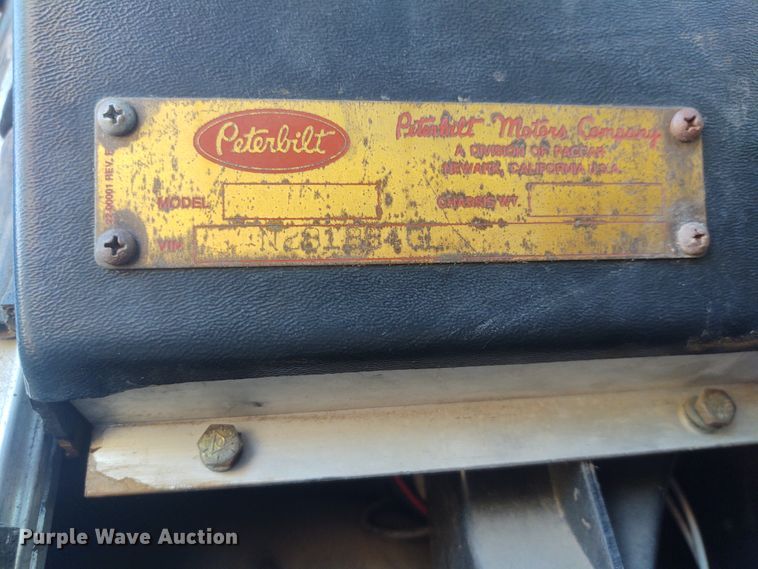 Peterbilt
Peterbilt Motors Company
A DIVISION OF PACCAR
NEWARK, CALIFORNIA U.S.A.
MODEL
CHASSIS WT.
VIN
Purple Wave Auction®